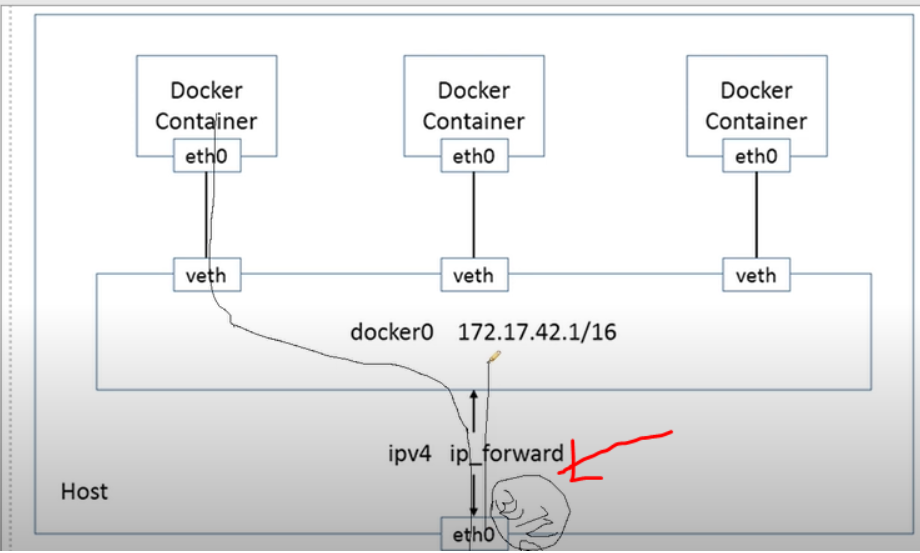 Docker
Container
eth0
Docker
Container
eth0
Docker
Container
eth0
veth
veth
veth
docker0 172.17.42.1/16
ipv4 ip_forward
Host
eth0